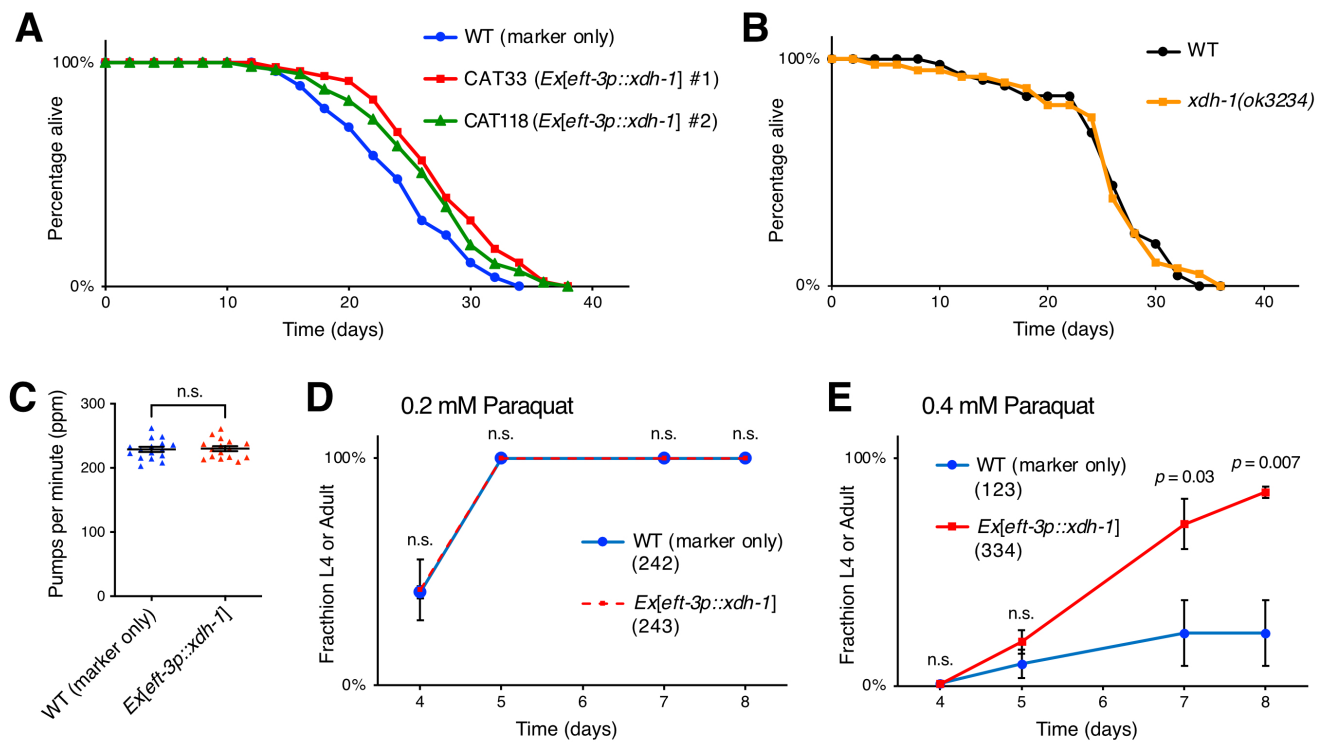 A
WT (marker only)
CAT33 (Ex[eft-3p::xdh-1] #1)
CAT118 (Ex[eft-3p::xdh-1] #2)
100%
0%
Percentage alive
0 10 20 30 40
Time (days)
B
WT
xdh-1(ok3234)
100%
0%
Percentage alive
0 10 20 30 40
Time (days)
C
n.s.
300
200
100
0
Pumps per minute (ppm)
WT (marker only)
Ex[eft-3p::xdh-1]
D
0.2 mM Paraquat
n.s. n.s. n.s.
100%
n.s.
WT (marker only)
(242)
Ex[eft-3p::xdh-1]
(243)
0%
Fracthion L4 or Adult
4 5 6 7 8
Time (days)
E
0.4 mM Paraquat
100%
WT (marker only)
(123)
Ex[eft-3p::xdh-1]
(334)
p = 0.03
p = 0.007
n.s.
n.s.
0%
Fracthion L4 or Adult
4 5 6 7 8
Time (days)